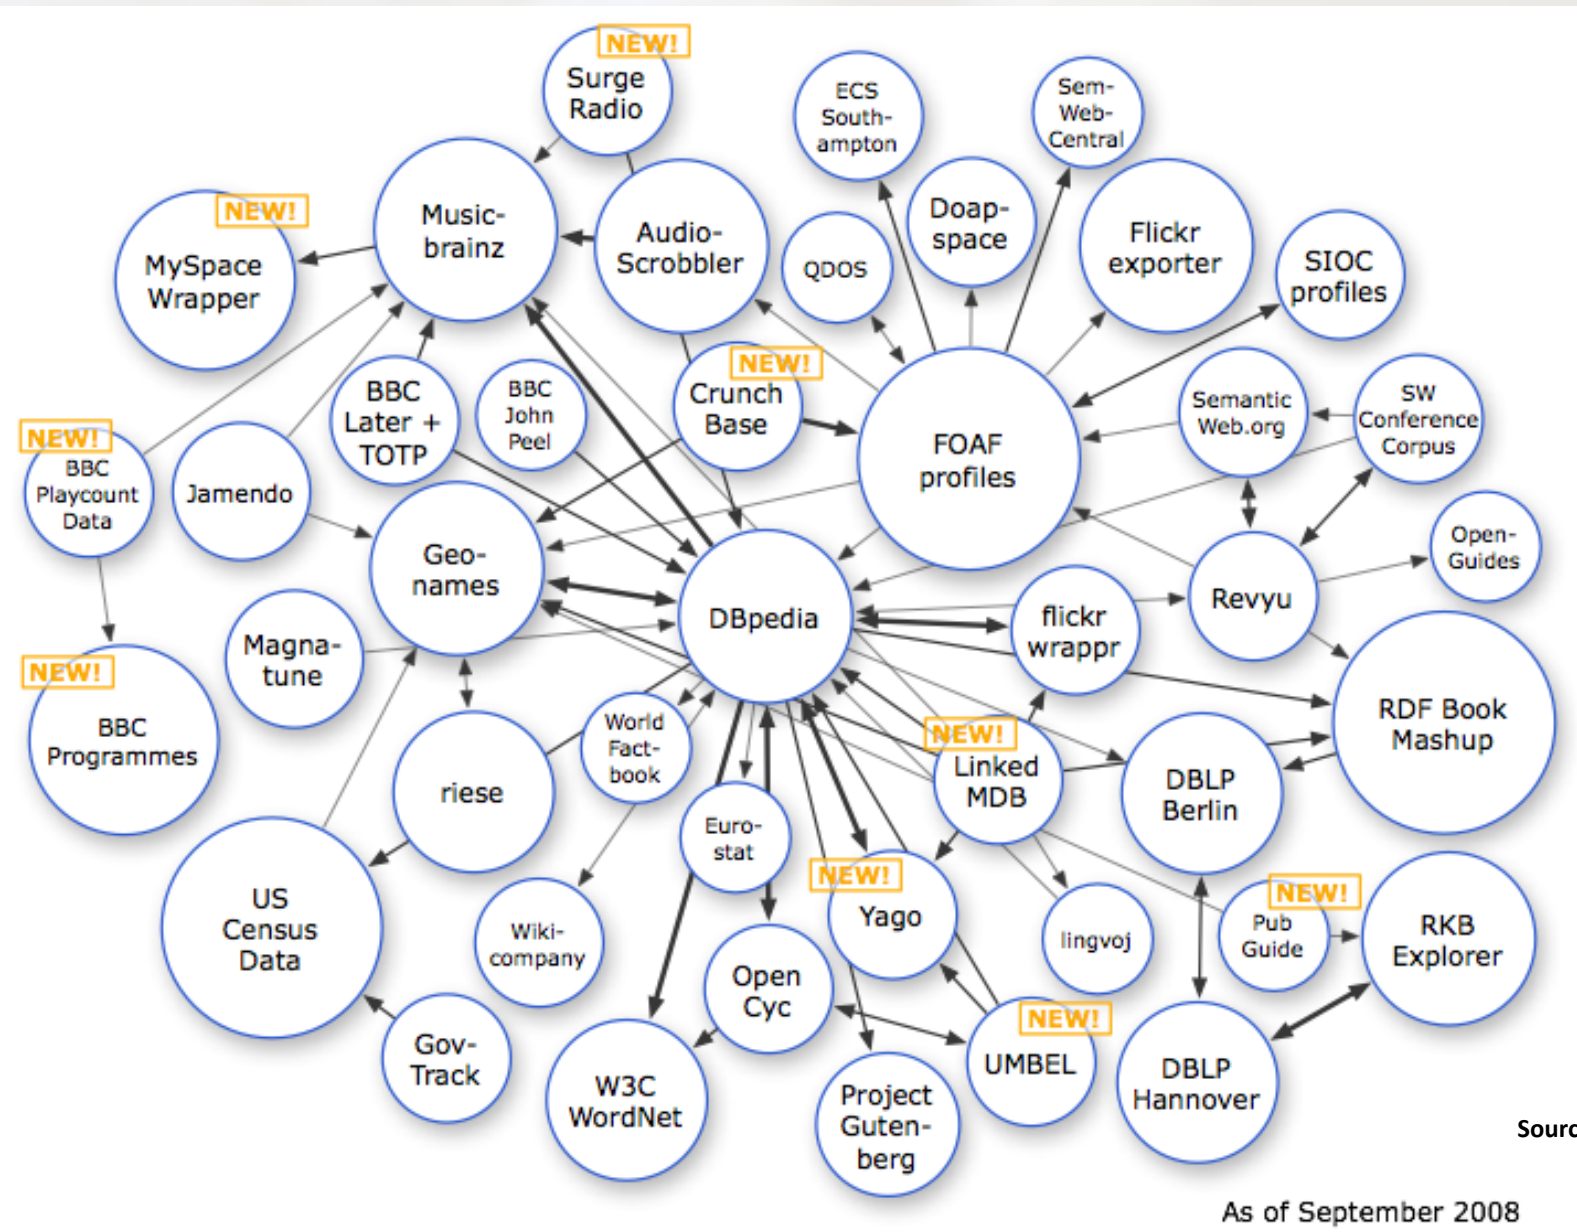 NEW!
Surge
Radio
ECS
South-
ampton
Sem-
Web-
Central
NEW!
MySpace
Wrapper
Music-
brainz
Audio-
Scrobbler
QDOS
Doap-
space
Flickr
exporter
SIOC
profiles
NEW!
BBC
Playcount
Data
Jamendo
BBC
Later +
TOTP
BBC
John
Peel
NEW!
Crunch
Base
FOAF
profiles
Semantic
Web.org
SW
Conference
Corpus
Open-
Guides
Geo-
names
DBpedia
flickr
wrappr
Revyu
Magna-
tune
NEW!
BBC
Programmes
riese
World
Fact-
book
Euro-
stat
NEW!
Linked
MDB
DBLP
Berlin
RDF Book
Mashup
US
Census
Data
Wiki-
company
Open
Cyc
NEW!
Yago
lingvoj
NEW!
Pub
Guide
RKB
Explorer
Gov-
Track
W3C
WordNet
Project
Guten-
berg
NEW!
UMBEL
DBLP
Hannover
Sourc
As of September 2008